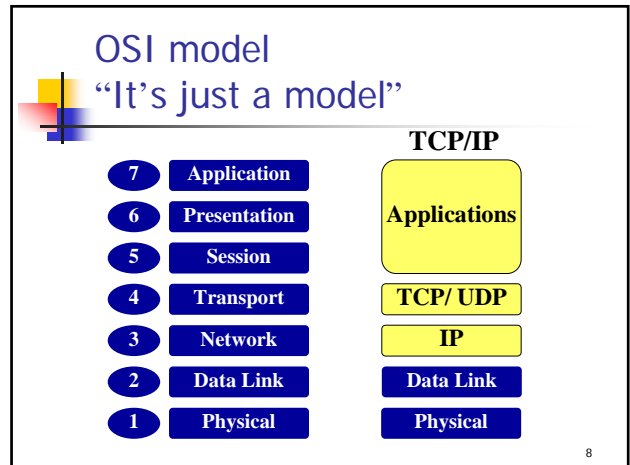 OSI model
“It’s just a model”
TCP/IP
7 Application
6 Presentation
5 Session
4 Transport
3 Network
2 Data Link
1 Physical
Applications
TCP/ UDP
IP
Data Link
Physical
8